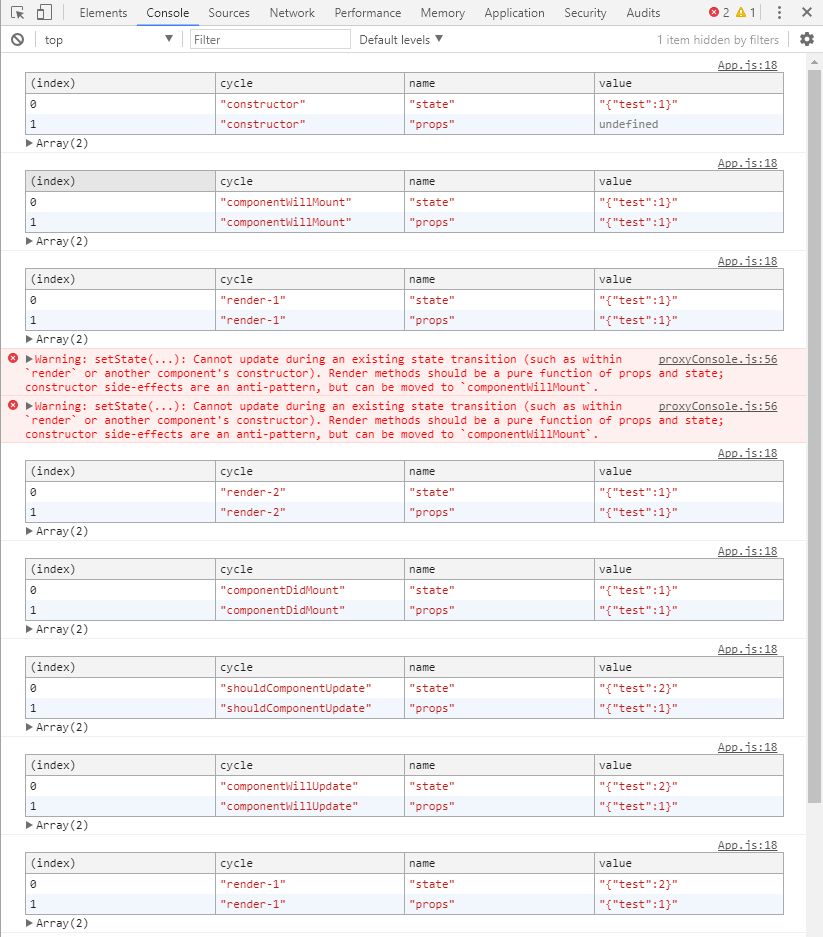 Elements Console Sources Network Performance Memory Application Security Audits 2 1
top Filter Default levels 1 item hidden by filters
App.js:18
(index) cycle name value
0 "constructor" "state" "{"test":1}"
1 "constructor" "props" undefined
Array(2)
App.js:18
(index) cycle name value
0 "componentWillMount" "state" "{"test":1}"
1 "componentWillMount" "props" "{"test":1}"
Array(2)
App.js:18
(index) cycle name value
0 "render-1" "state" "{"test":1}"
1 "render-1" "props" "{"test":1}"
Array(2)
Warning: setState(...): Cannot update during an existing state transition (such as within proxyConsole.js:56
`render` or another component's constructor). Render methods should be a pure function of props and state;
constructor side-effects are an anti-pattern, but can be moved to `componentWillMount`.
Warning: setState(...): Cannot update during an existing state transition (such as within proxyConsole.js:56
`render` or another component's constructor). Render methods should be a pure function of props and state;
constructor side-effects are an anti-pattern, but can be moved to `componentWillMount`.
App.js:18
(index) cycle name value
0 "render-2" "state" "{"test":1}"
1 "render-2" "props" "{"test":1}"
Array(2)
App.js:18
(index) cycle name value
0 "componentDidMount" "state" "{"test":1}"
1 "componentDidMount" "props" "{"test":1}"
Array(2)
App.js:18
(index) cycle name value
0 "shouldComponentUpdate" "state" "{"test":2}"
1 "shouldComponentUpdate" "props" "{"test":1}"
Array(2)
App.js:18
(index) cycle name value
0 "componentWillUpdate" "state" "{"test":2}"
1 "componentWillUpdate" "props" "{"test":1}"
Array(2)
App.js:18
(index) cycle name value
0 "render-1" "state" "{"test":2}"
1 "render-1" "props" "{"test":1}"
Array(2)